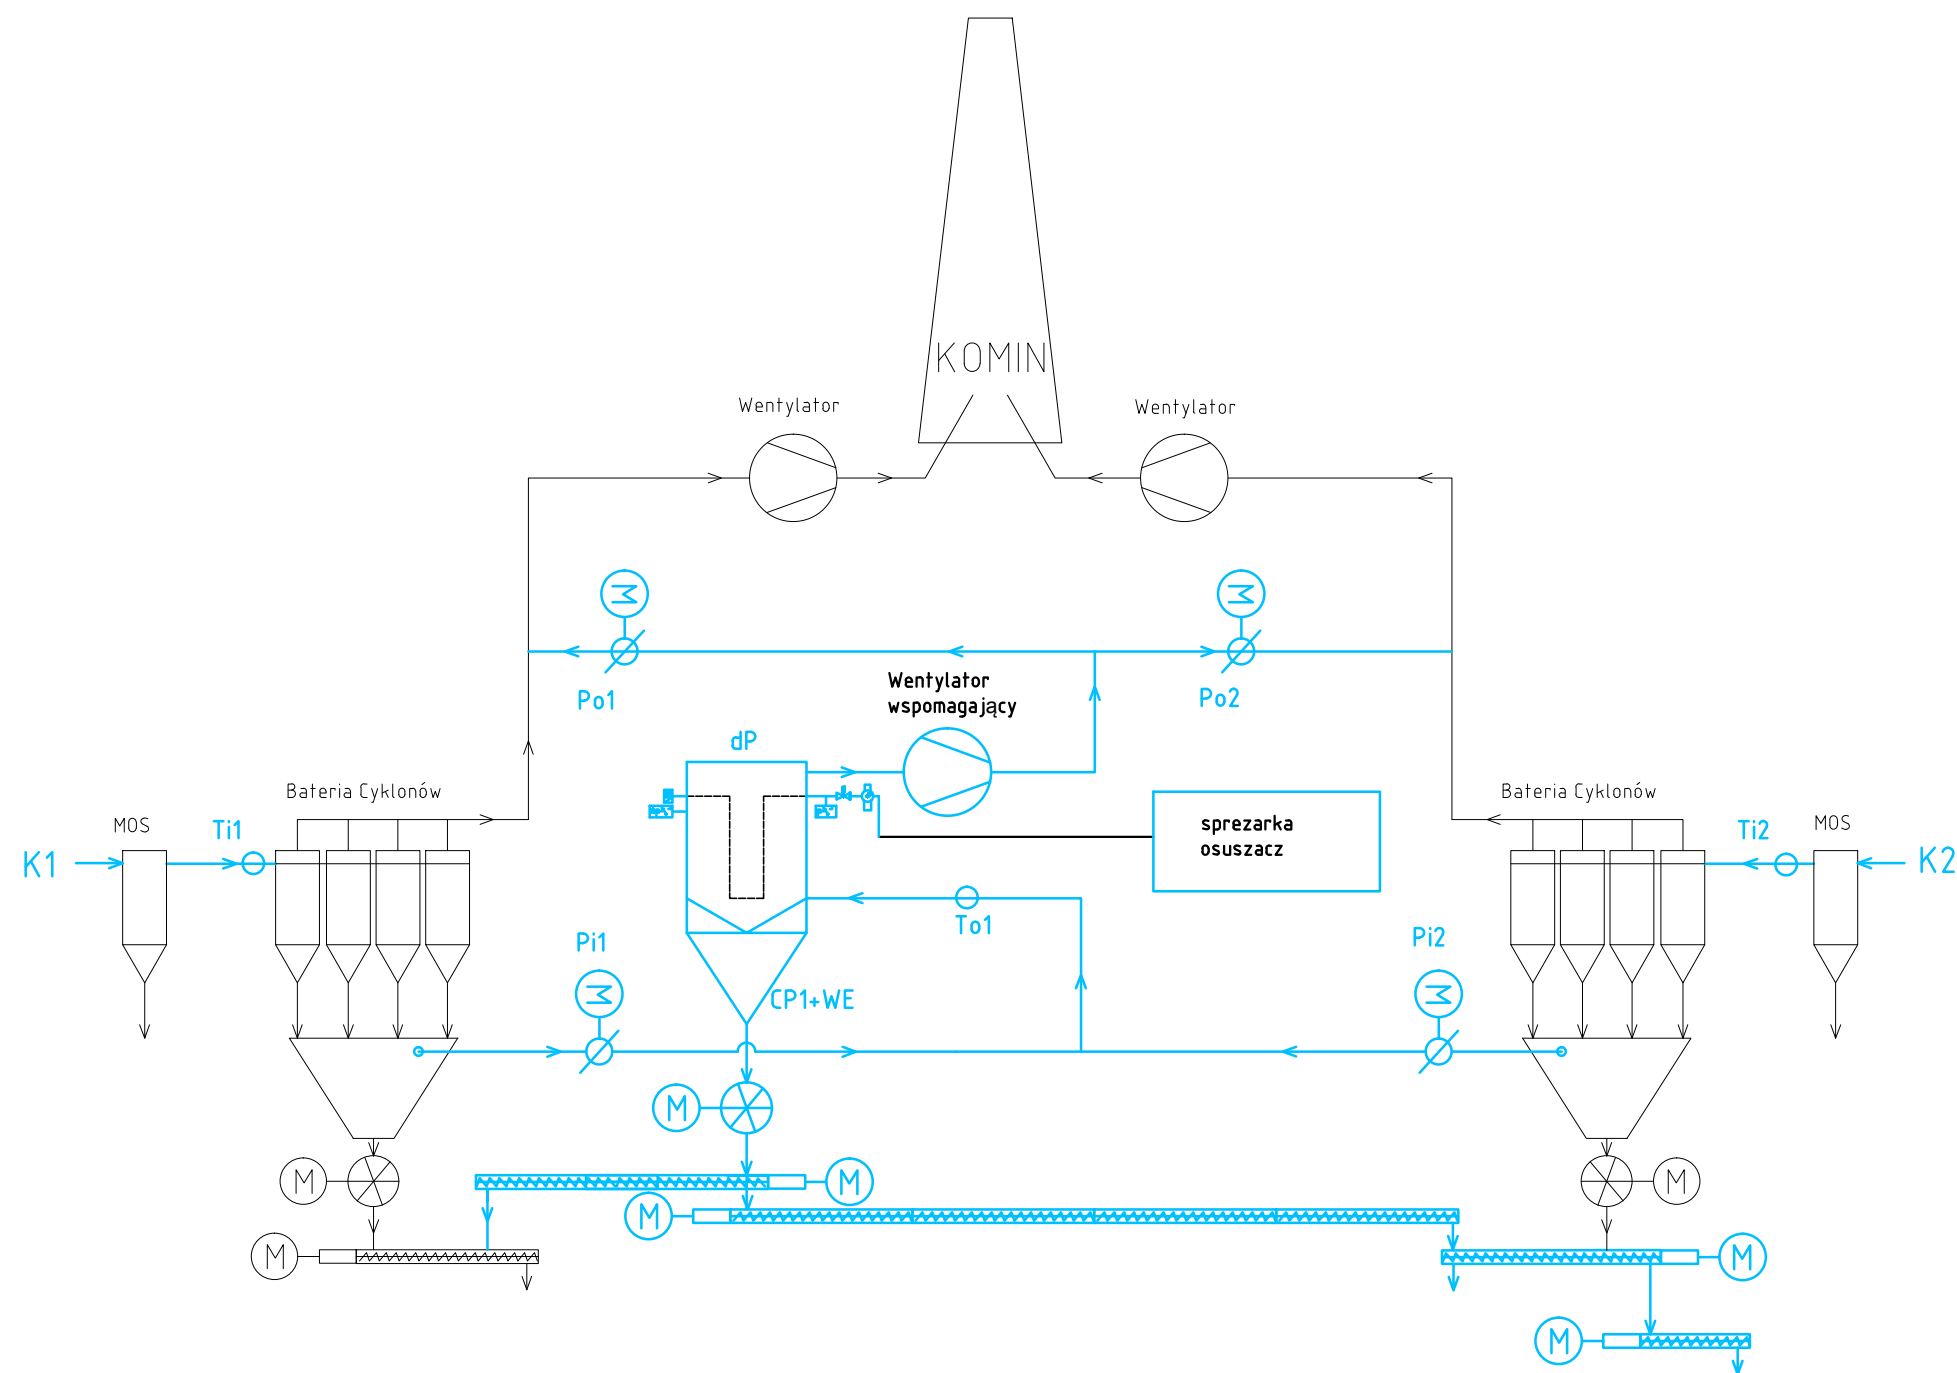 KOMIN
Wentylator
Wentylator
M
M
Po1
Po2
Wentylator
wspomagający
dP
Bateria Cyklonów
Bateria Cyklonów
MOS
MOS
Ti1
Ti2
K1
K2
sprezarka
osuszacz
To1
Pi1
Pi2
M
M
CP1+WE
M
M
M
M
M
M
M
M